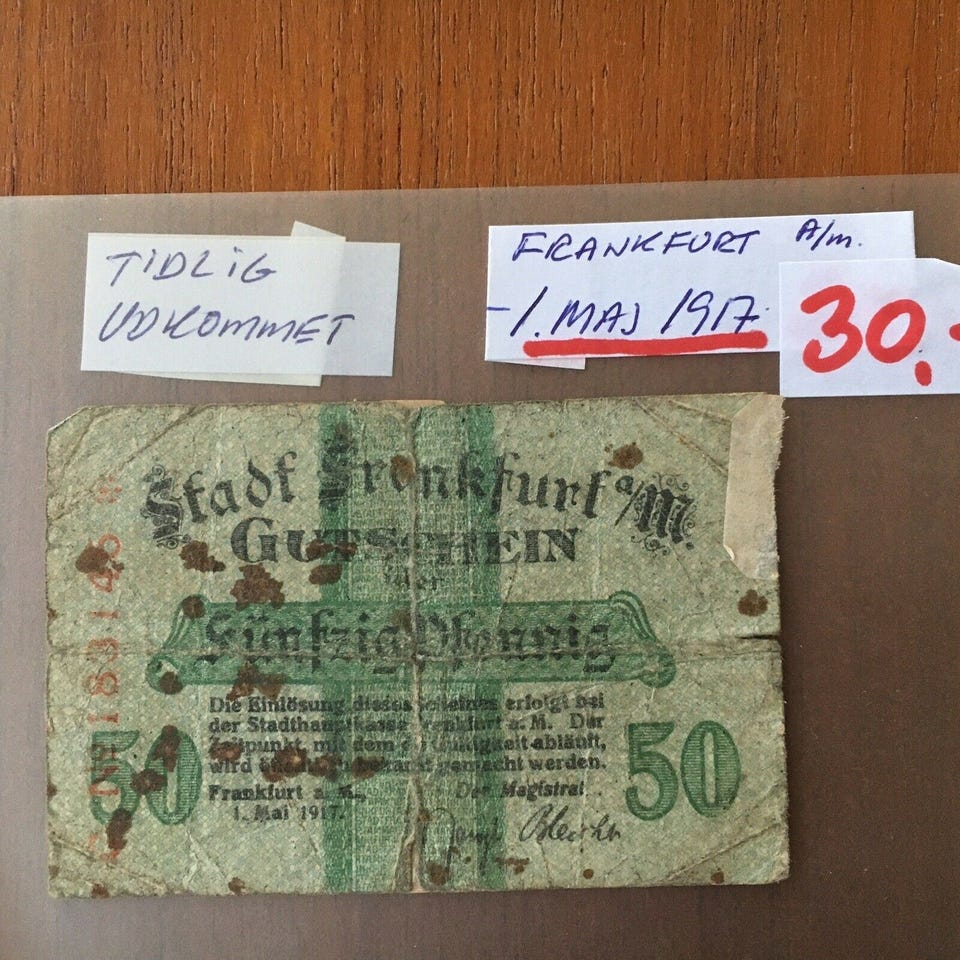 TIDLIG
UDKOMMET
FRANKFURT A/m.
-1. MAJ 1917.
30,-
Stadt Frankfurt a/M.
GUTSCHEIN
über
Fünfzig Pfennig
Die Einlösung dieses Scheines erfolgt bei
der Stadthauptkasse Frankfurt a. M. Der
Zeitpunkt, mit dem die Gültigkeit abläuft,
wird öffentlich bekannt gemacht werden.
Frankfurt a. M.,
1. Mai 1917.
Der Magistrat
50
50
183146